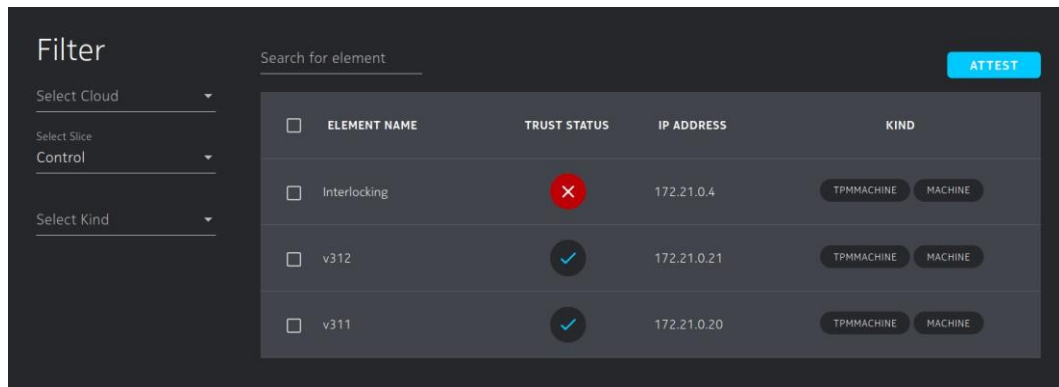 Filter
Select Cloud
Select Slice
Control
Select Kind
Search for element
ATTEST
ELEMENT NAME TRUST STATUS IP ADDRESS KIND
Interlocking 172.21.0.4 TPMMACHINE MACHINE
v312 172.21.0.21 TPMMACHINE MACHINE
v311 172.21.0.20 TPMMACHINE MACHINE